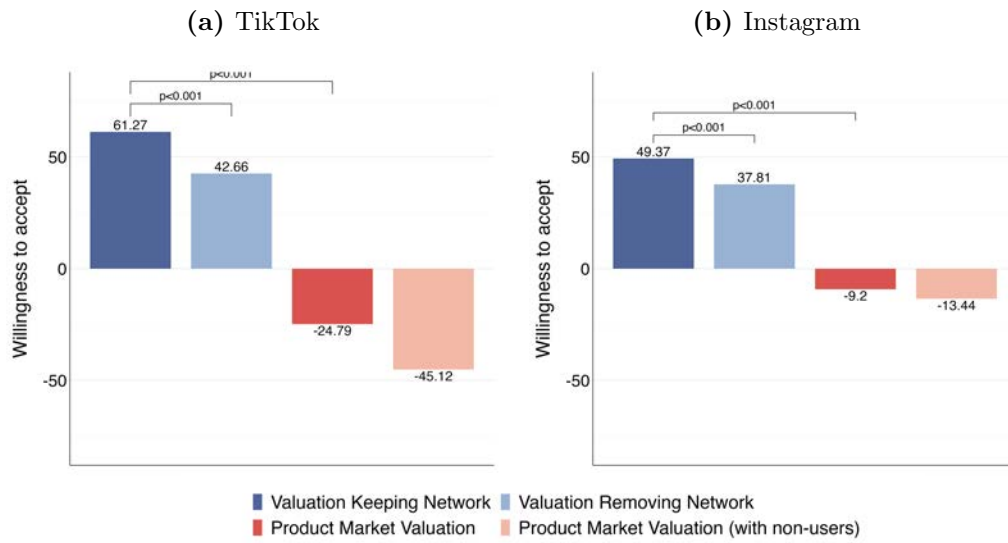 (a) TikTok
(b) Instagram
p<0.001
p<0.001
61.27
42.66
-24.79
-45.12
50
0
-50
Willingness to accept
p<0.001
p<0.001
49.37
37.81
-9.2
-13.44
50
0
-50
Willingness to accept
Valuation Keeping Network
Valuation Removing Network
Product Market Valuation
Product Market Valuation (with non-users)